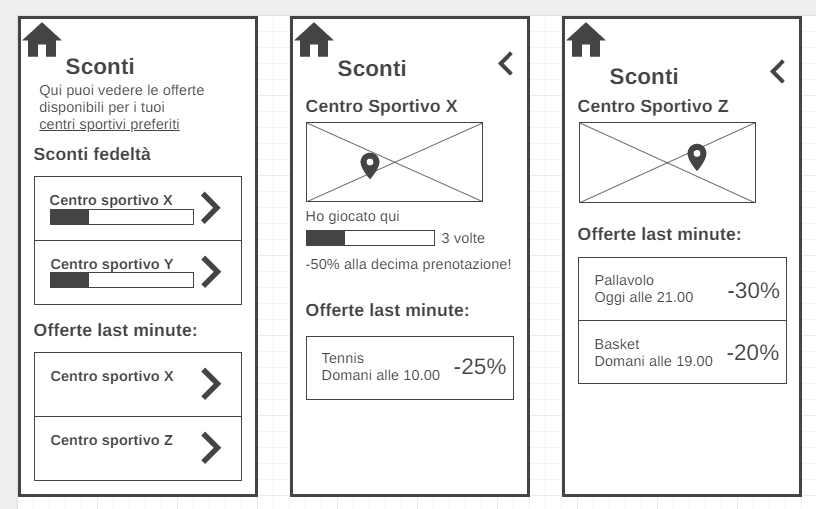 Sconti
Qui puoi vedere le offerte
disponibili per i tuoi
centri sportivi preferiti
Sconti fedeltà
Centro sportivo X
Centro sportivo Y
Offerte last minute:
Centro sportivo X
Centro sportivo Z
Sconti
Centro Sportivo X
Ho giocato qui
3 volte
-50% alla decima prenotazione!
Offerte last minute:
Tennis
Domani alle 10.00
-25%
Sconti
Centro Sportivo Z
Offerte last minute:
Pallavolo
Oggi alle 21.00
-30%
Basket
Domani alle 19.00
-20%